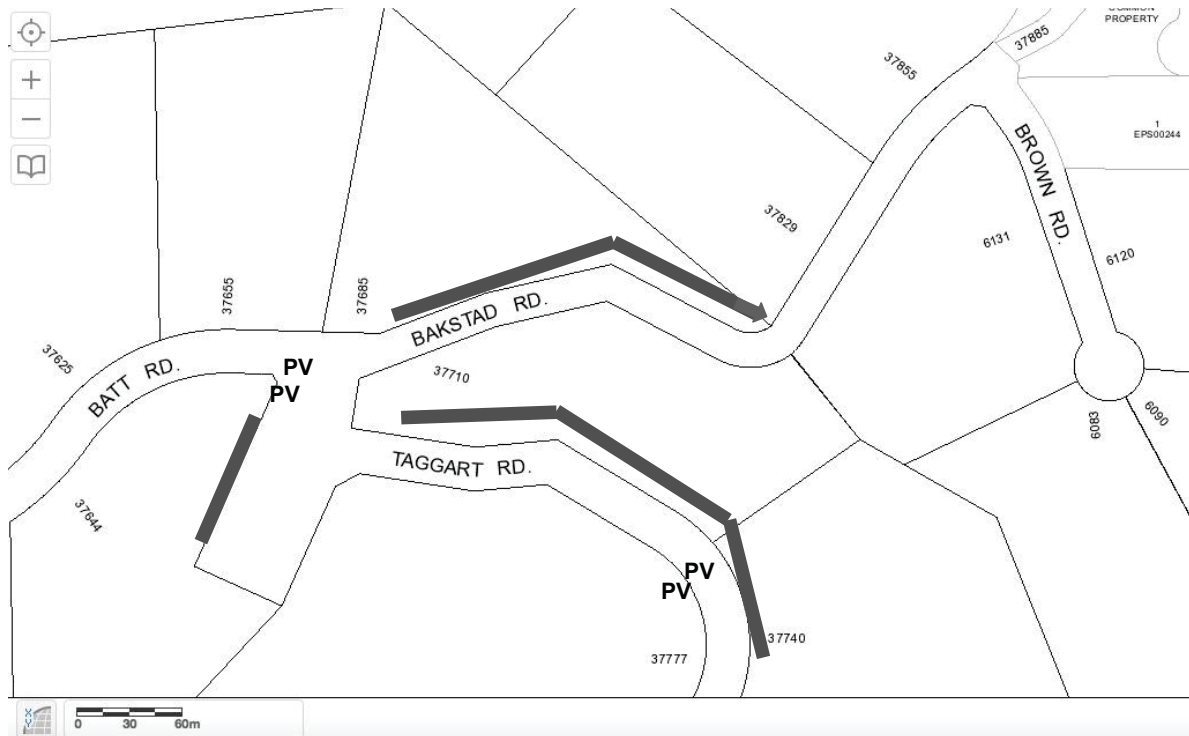 COMMON
PROPERTY
37885
37855
1
EPS00244
BROWN RD.
37829
6131
6120
37655
37685
BAKSTAD RD.
37625
BATT RD.
PV
PV
37710
6083
6090
TAGGART RD.
37644
PV
PV
37740
37777
X Y
0 30 60m